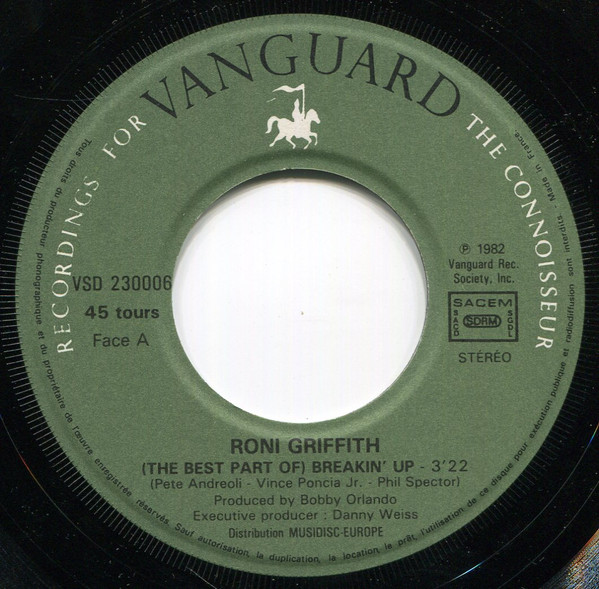 RECORDINGS FOR VANGUARD THE CONNOISSEUR
VSD 230006
45 tours
Face A
℗ 1982
Vanguard Rec.
Society, Inc.
SACEM
SACD
SDRM
SGDL
STÉRÉO
RONI GRIFFITH
(THE BEST PART OF) BREAKIN' UP - 3'22
(Pete Andreoli - Vince Poncia Jr. - Phil Spector)
Produced by Bobby Orlando
Executive producer : Danny Weiss
Distribution MUSIDISC-EUROPE
Tous droits du producteur phonographique et du propriétaire de l'œuvre enregistrée réservés. Sauf autorisation, la duplication, la location, le prêt, l'utilisation de ce disque pour exécution publique et radiodiffusion sont interdits - Made in France.